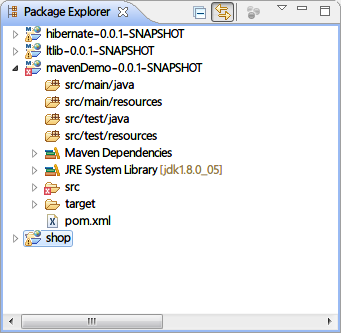 Package Explorer
hibernate-0.0.1-SNAPSHOT
ltlib-0.0.1-SNAPSHOT
mavenDemo-0.0.1-SNAPSHOT
src/main/java
src/main/resources
src/test/java
src/test/resources
Maven Dependencies
JRE System Library [jdk1.8.0_05]
src
target
pom.xml
shop